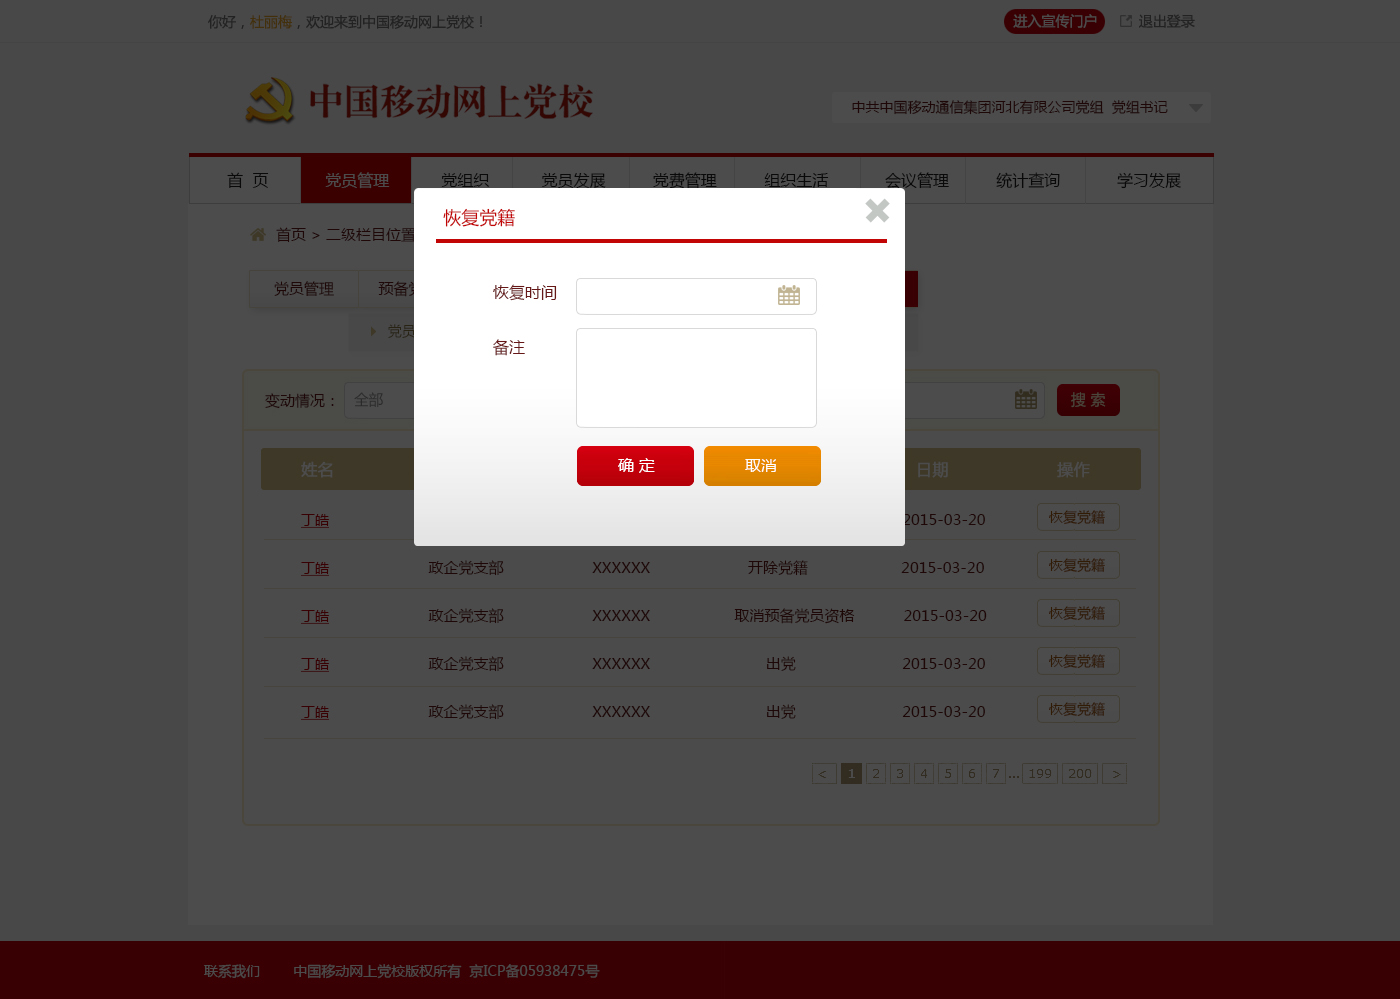 你好，杜丽梅，欢迎来到中国移动网上党校！
进入宣传门户 退出登录
中国移动网上党校
中共中国移动通信集团河北有限公司党组 党组书记
首 页 党员管理 党组织 党员发展 党费管理 组织生活 会议管理 统计查询 学习发展
首页 > 二级栏目位置
党员管理 预备
党员
变动情况： 全部 搜 索
恢复党籍
恢复时间
备注
确 定 取消
姓名 日期 操作
丁皓 2015-03-20 恢复党籍
丁皓 政企党支部 XXXXXX 开除党籍 2015-03-20 恢复党籍
丁皓 政企党支部 XXXXXX 取消预备党员资格 2015-03-20 恢复党籍
丁皓 政企党支部 XXXXXX 出党 2015-03-20 恢复党籍
丁皓 政企党支部 XXXXXX 出党 2015-03-20 恢复党籍
< 1 2 3 4 5 6 7 ... 199 200 >
联系我们 中国移动网上党校版权所有 京ICP备05938475号